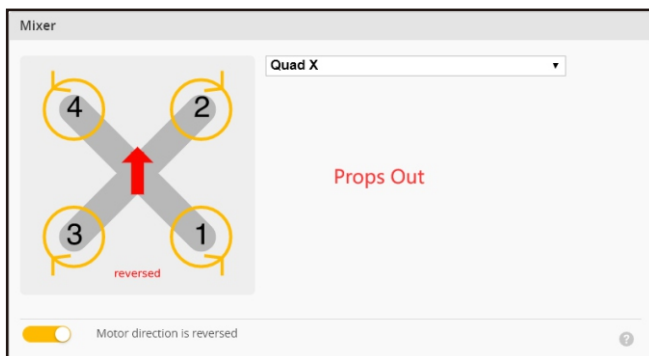 Mixer
Quad X
4
2
Props Out
3
1
reversed
Motor direction is reversed
?